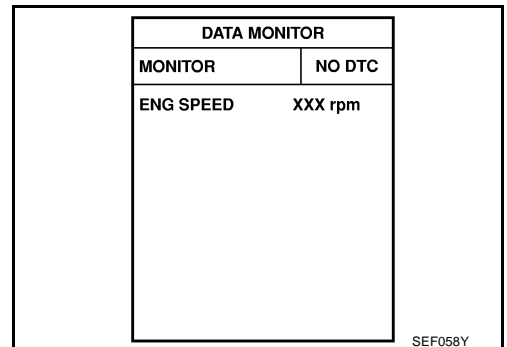 DATA MONITOR
MONITOR NO DTC
ENG SPEED XXX rpm
SEF058Y